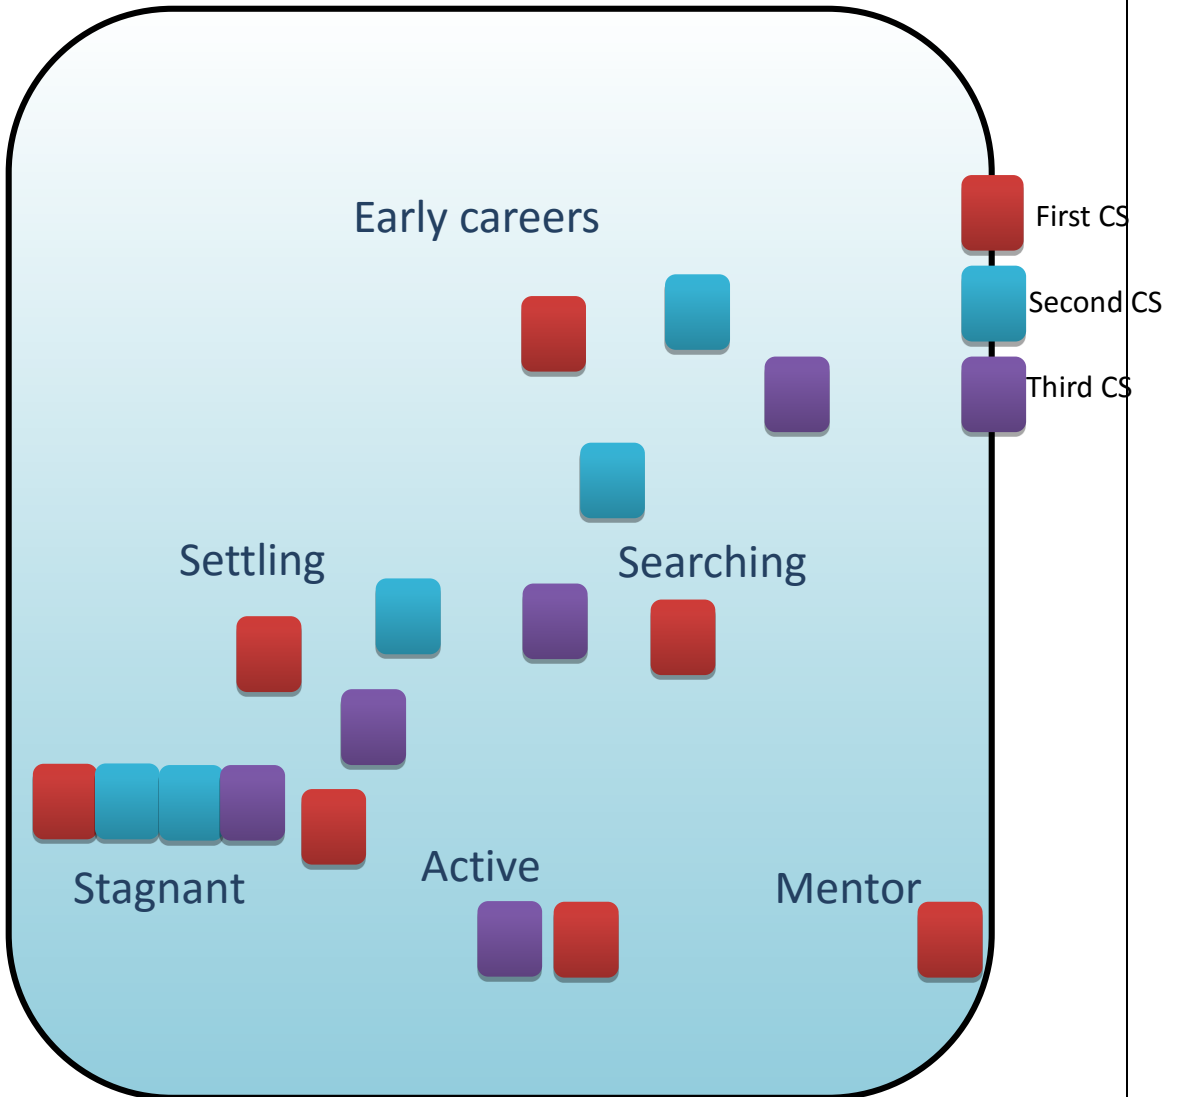 Early careers
First CS
Second CS
Third CS
Settling
Searching
Active
Stagnant
Mentor